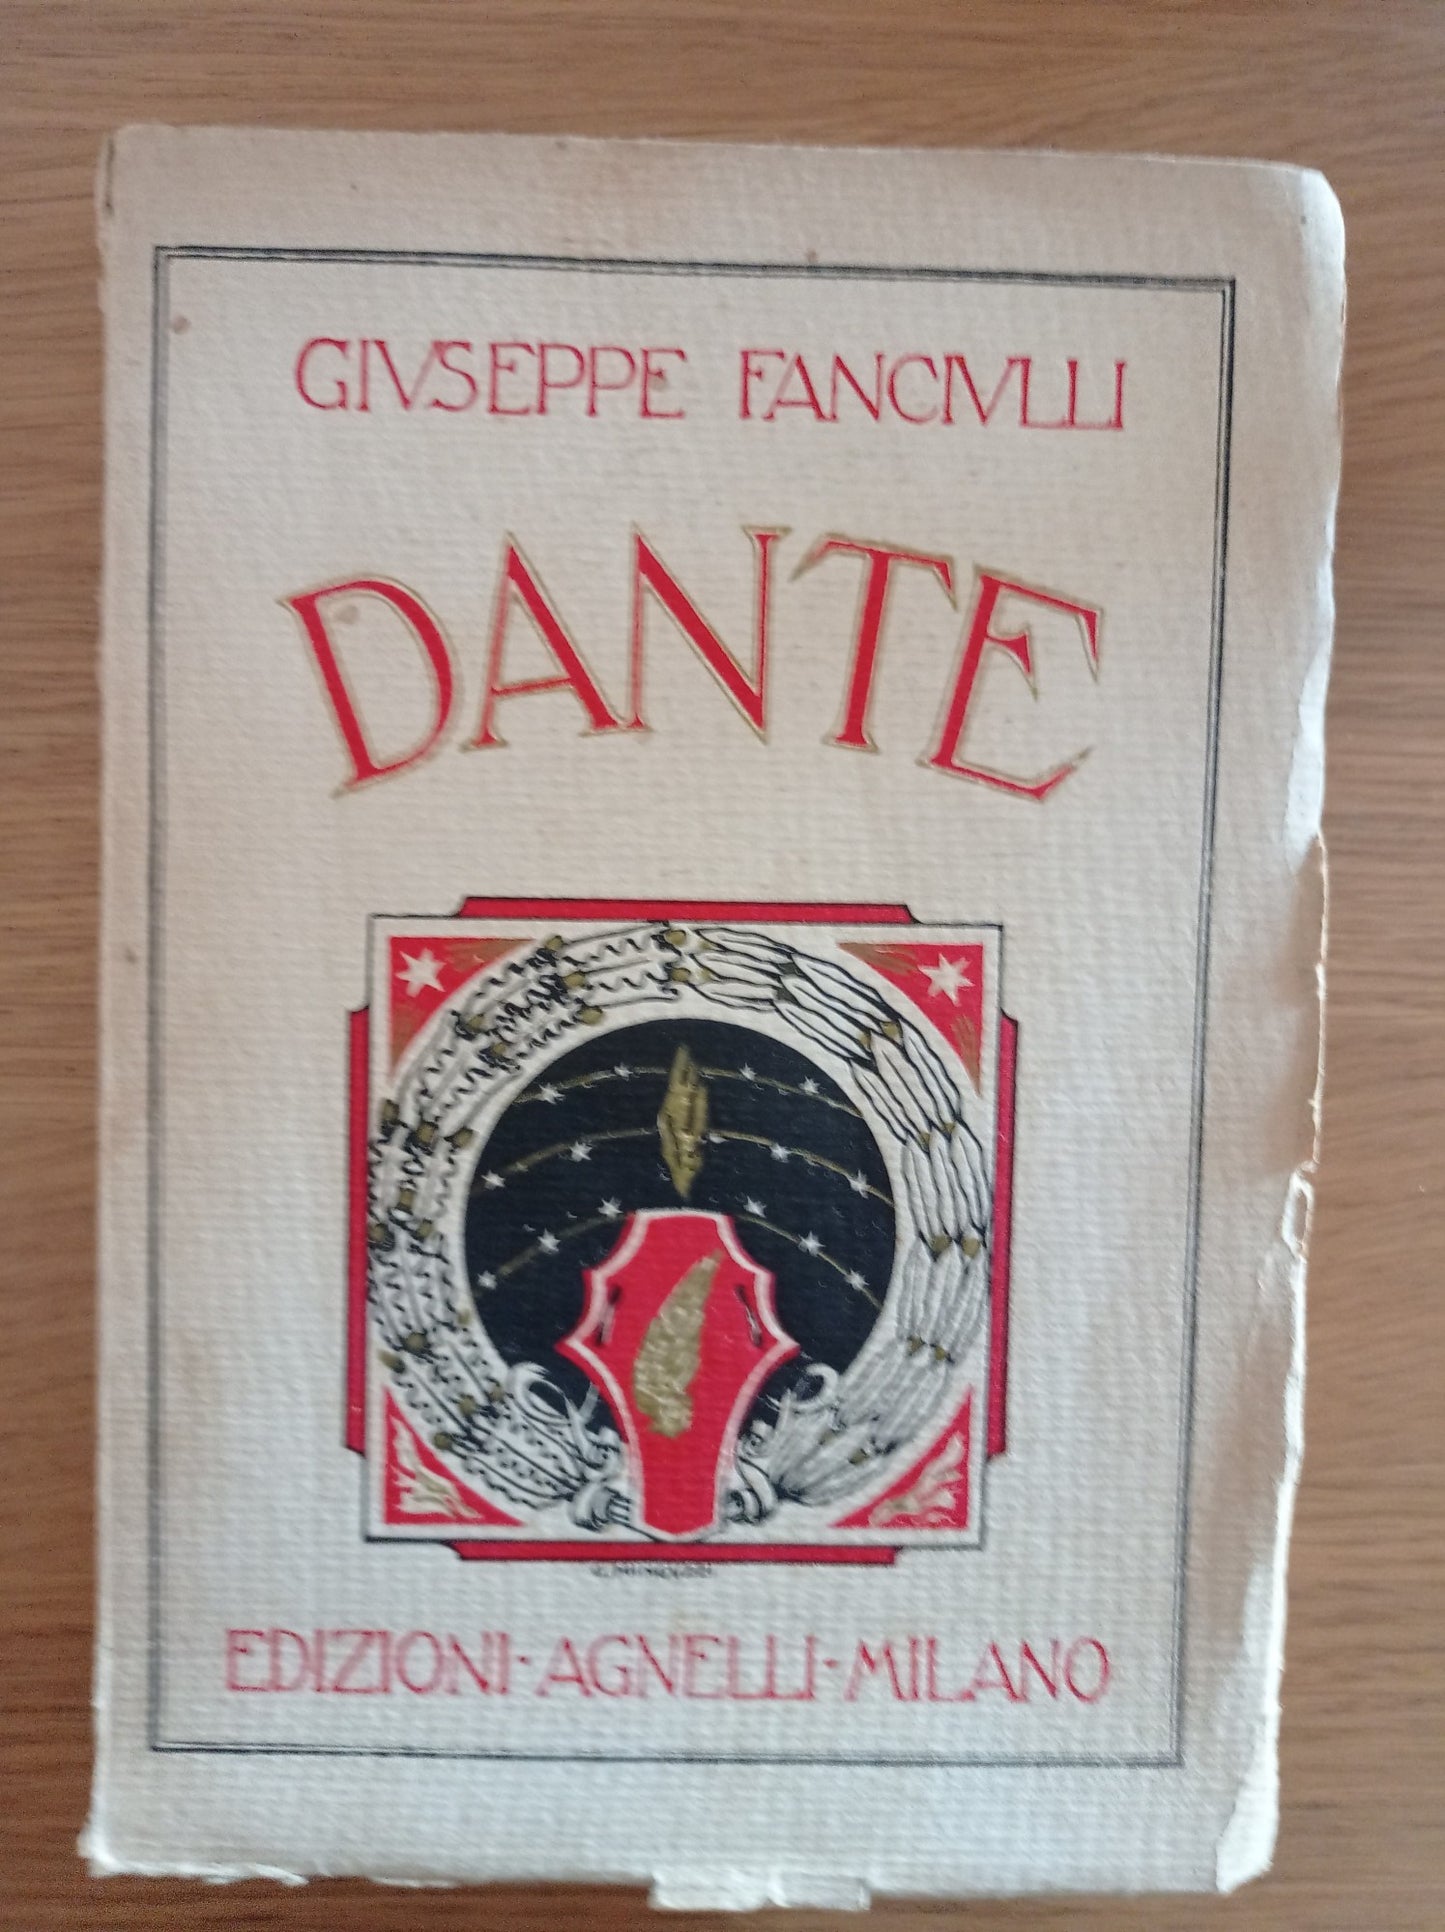 GIVSEPPE FANCIVLLI
DANTE
EDIZIONI-AGNELLI-MILANO